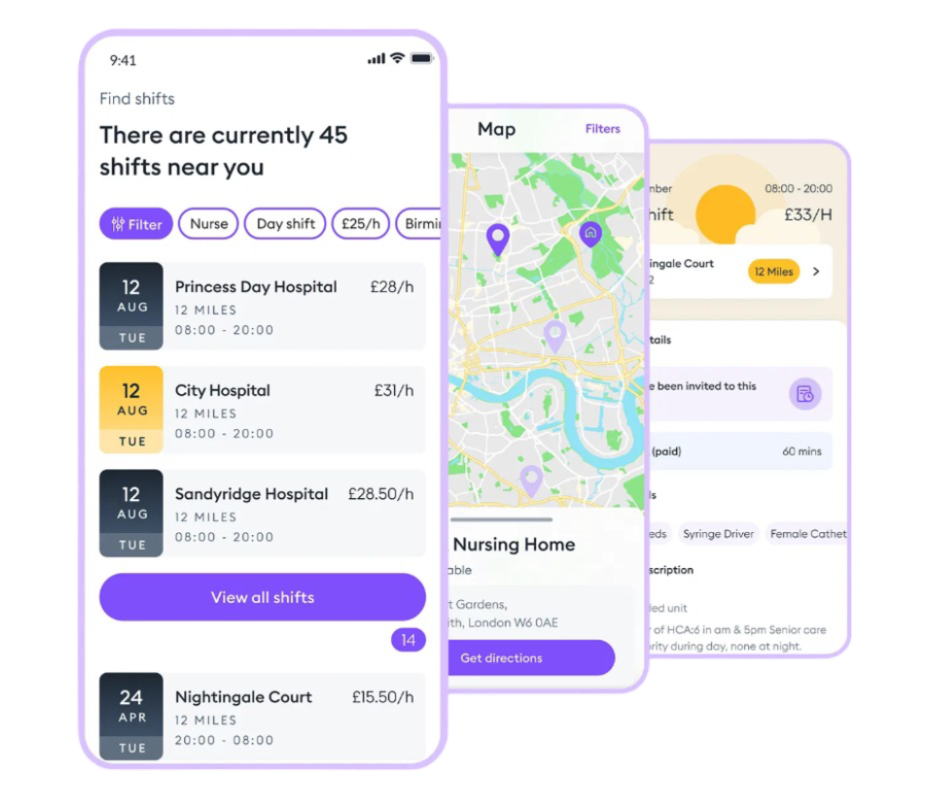 9:41
Find shifts
There are currently 45
shifts near you
Filter
Nurse
Day shift
£25/h
Birmi
12
AUG
TUE
Princess Day Hospital
£28/h
12 MILES
08:00 - 20:00
12
AUG
TUE
City Hospital
£31/h
12 MILES
08:00 - 20:00
12
AUG
TUE
Sandyridge Hospital
£28.50/h
12 MILES
08:00 - 20:00
View all shifts
14
24
APR
TUE
Nightingale Court
£15.50/h
12 MILES
20:00 - 08:00
Map
Filters
Nursing Home
able
t Gardens,
ith, London W6 0AE
Get directions
mber
08:00 - 20:00
hift
£33/H
ingale Court
12 Miles
2
tails
e been invited to this
(paid)
60 mins
ls
eds
Syringe Driver
Female Cathet
scription
led unit
of HCA:6 in am & 5pm Senior care
rity during day, none at night.